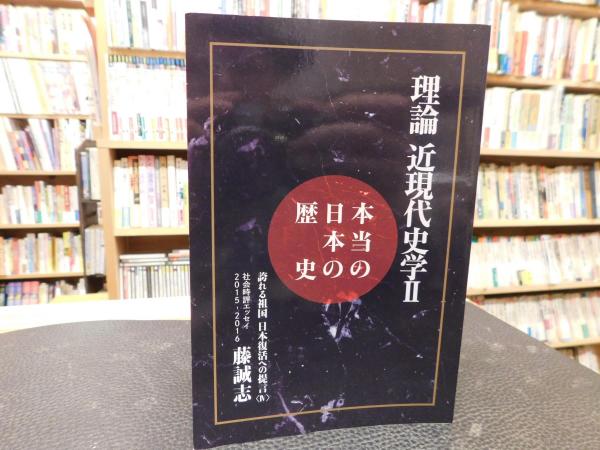 理論 近現代史学II
本当の
日本の
歴史
誇れる祖国 日本復活への提言〈Ⅳ〉
社会時評エッセイ
2015-2016
藤誠志